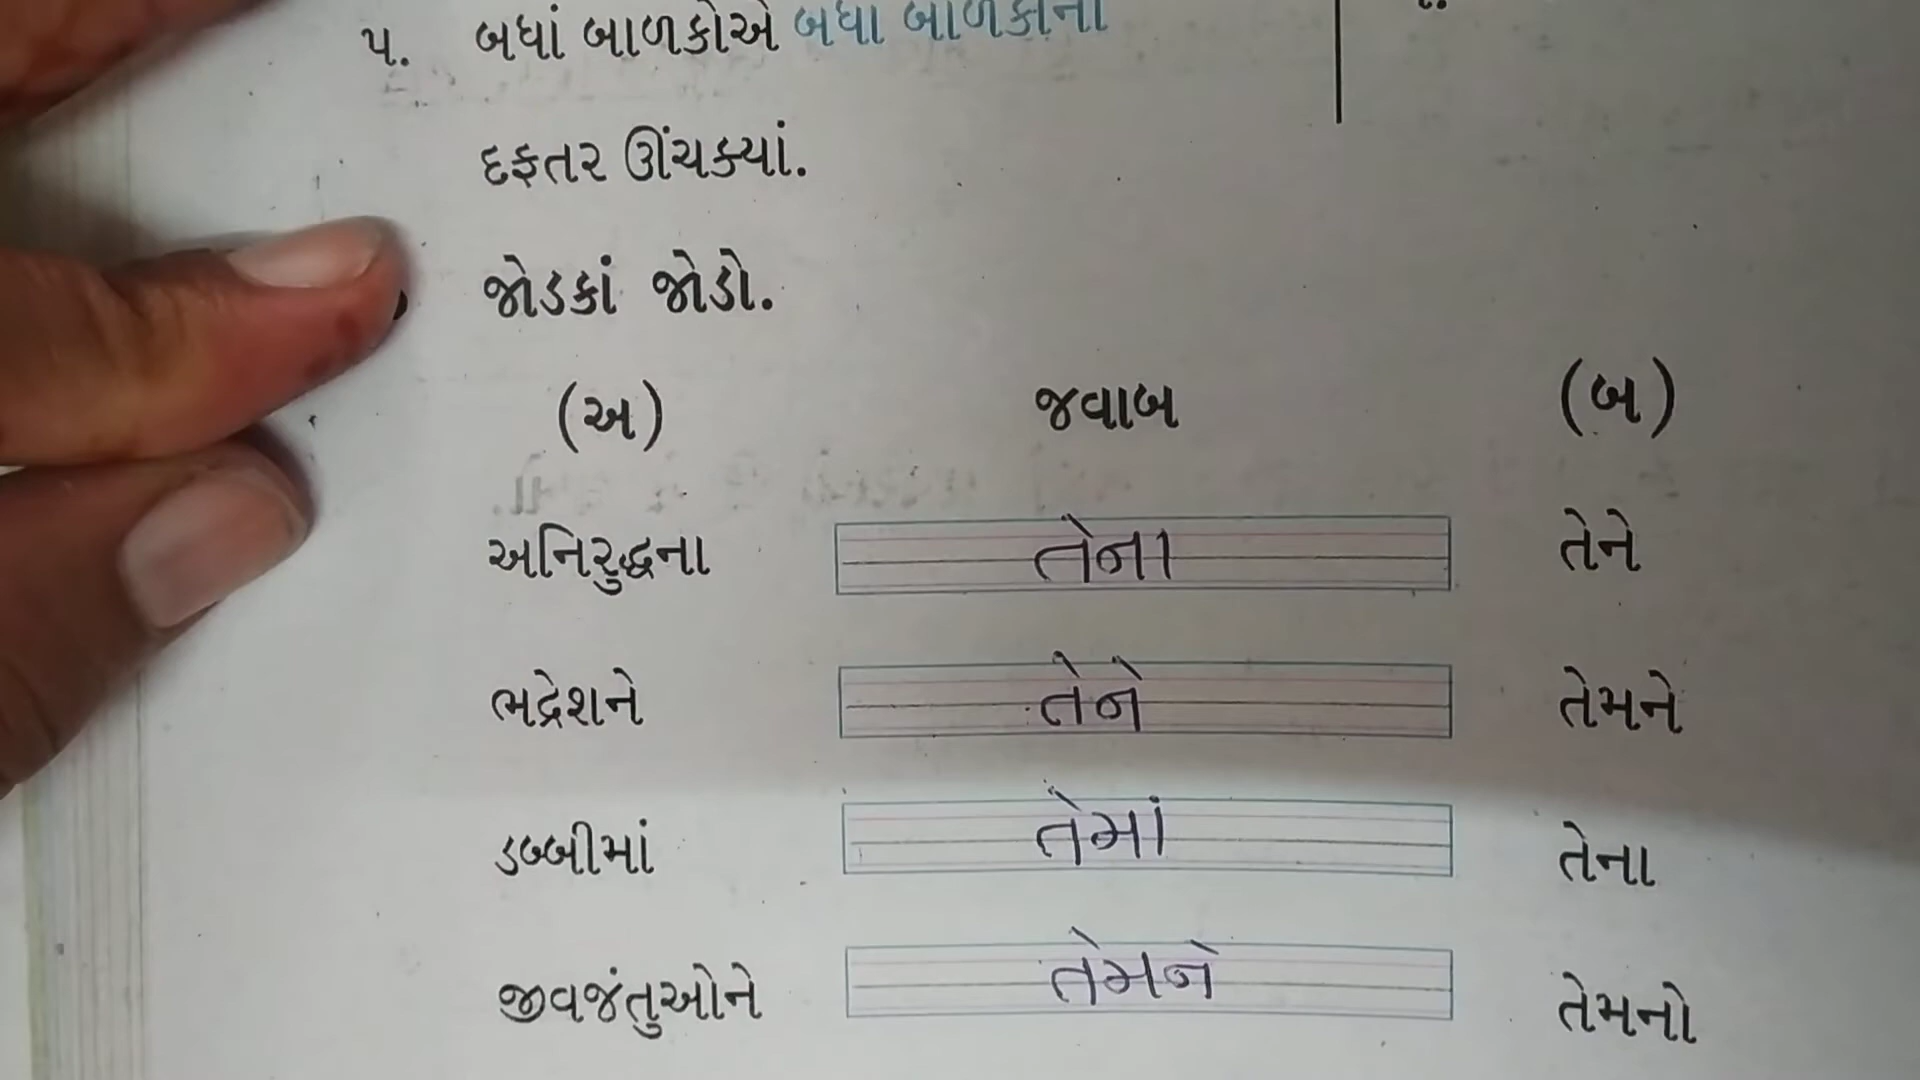 ૫. બધાં બાળકોએ બધાં બાળકોનાં
દફતર ઊંચક્યાં.
જોડકાં જોડો.
(અ) જવાબ (બ)
અનિરુદ્ધના તેના તેને
ભદ્રેશને તેને તેમને
ડબ્બીમાં તેમાં તેના
જીવજંતુઓને તેમને તેમનો